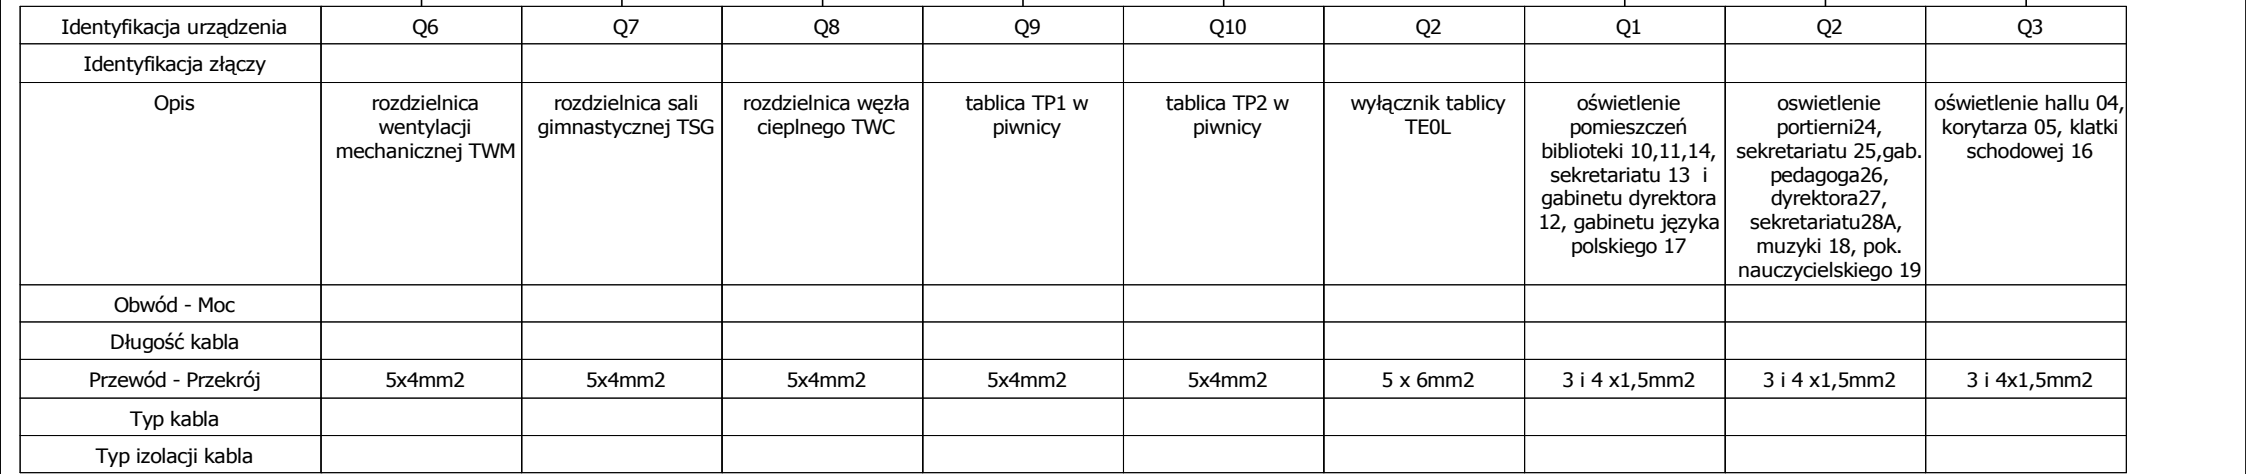 Identyfikacja urządzenia Q6 Q7 Q8 Q9 Q10 Q2 Q1 Q2 Q3
Identyfikacja złączy
Opis
rozdzielnica
wentylacji
mechanicznej TWM
rozdzielnica sali
gimnastycznej TSG
rozdzielnica węzła
cieplnego TWC
tablica TP1 w
piwnicy
tablica TP2 w
piwnicy
wyłącznik tablicy
TE0L
oświetlenie
pomieszczeń
biblioteki 10,11,14,
sekretariatu 13 i
gabinetu dyrektora
12, gabinetu języka
polskiego 17
oswietlenie
portierni24,
sekretariatu 25,gab.
pedagoga26,
dyrektora27,
sekretariatu28A,
muzyki 18, pok.
nauczycielskiego 19
oświetlenie hallu 04,
korytarza 05, klatki
schodowej 16
Obwód - Moc
Długość kabla
Przewód - Przekrój 5x4mm2 5x4mm2 5x4mm2 5x4mm2 5x4mm2 5 x 6mm2 3 i 4 x1,5mm2 3 i 4 x1,5mm2 3 i 4x1,5mm2
Typ kabla
Typ izolacji kabla